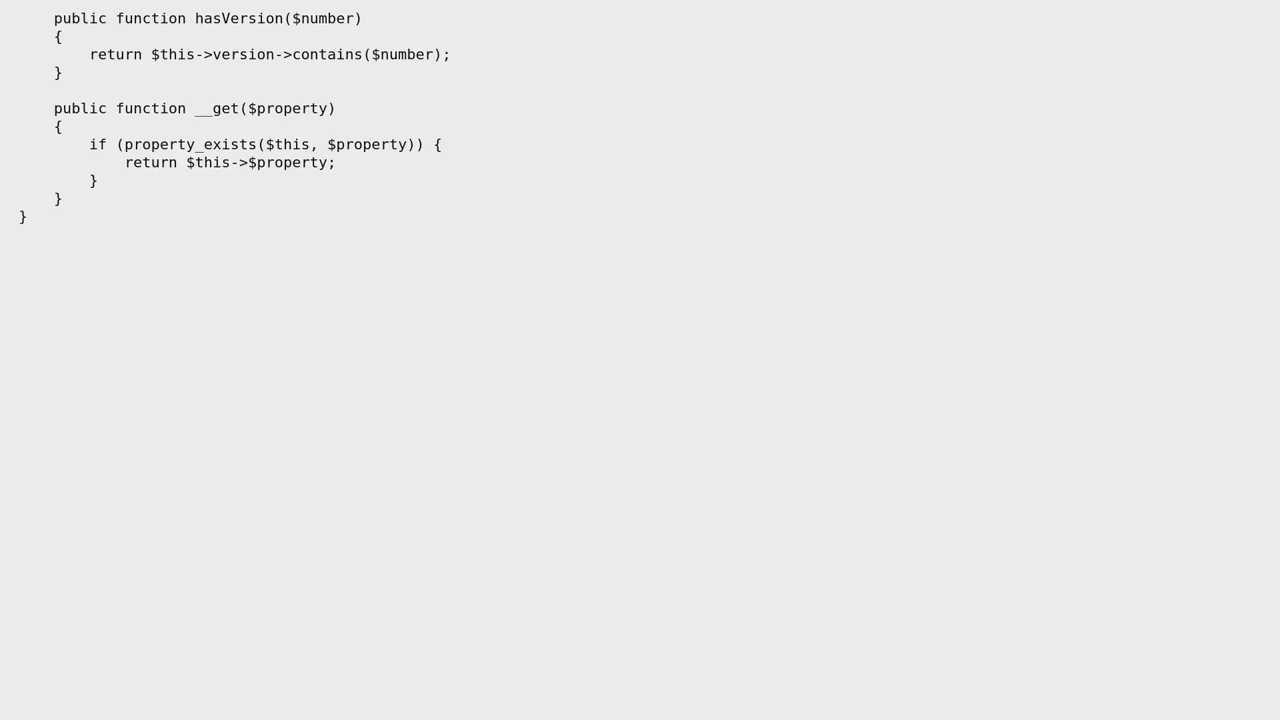 public function hasVersion($number)
    {
        return $this->version->contains($number);
    }

    public function __get($property)
    {
        if (property_exists($this, $property)) {
            return $this->$property;
        }
    }
}